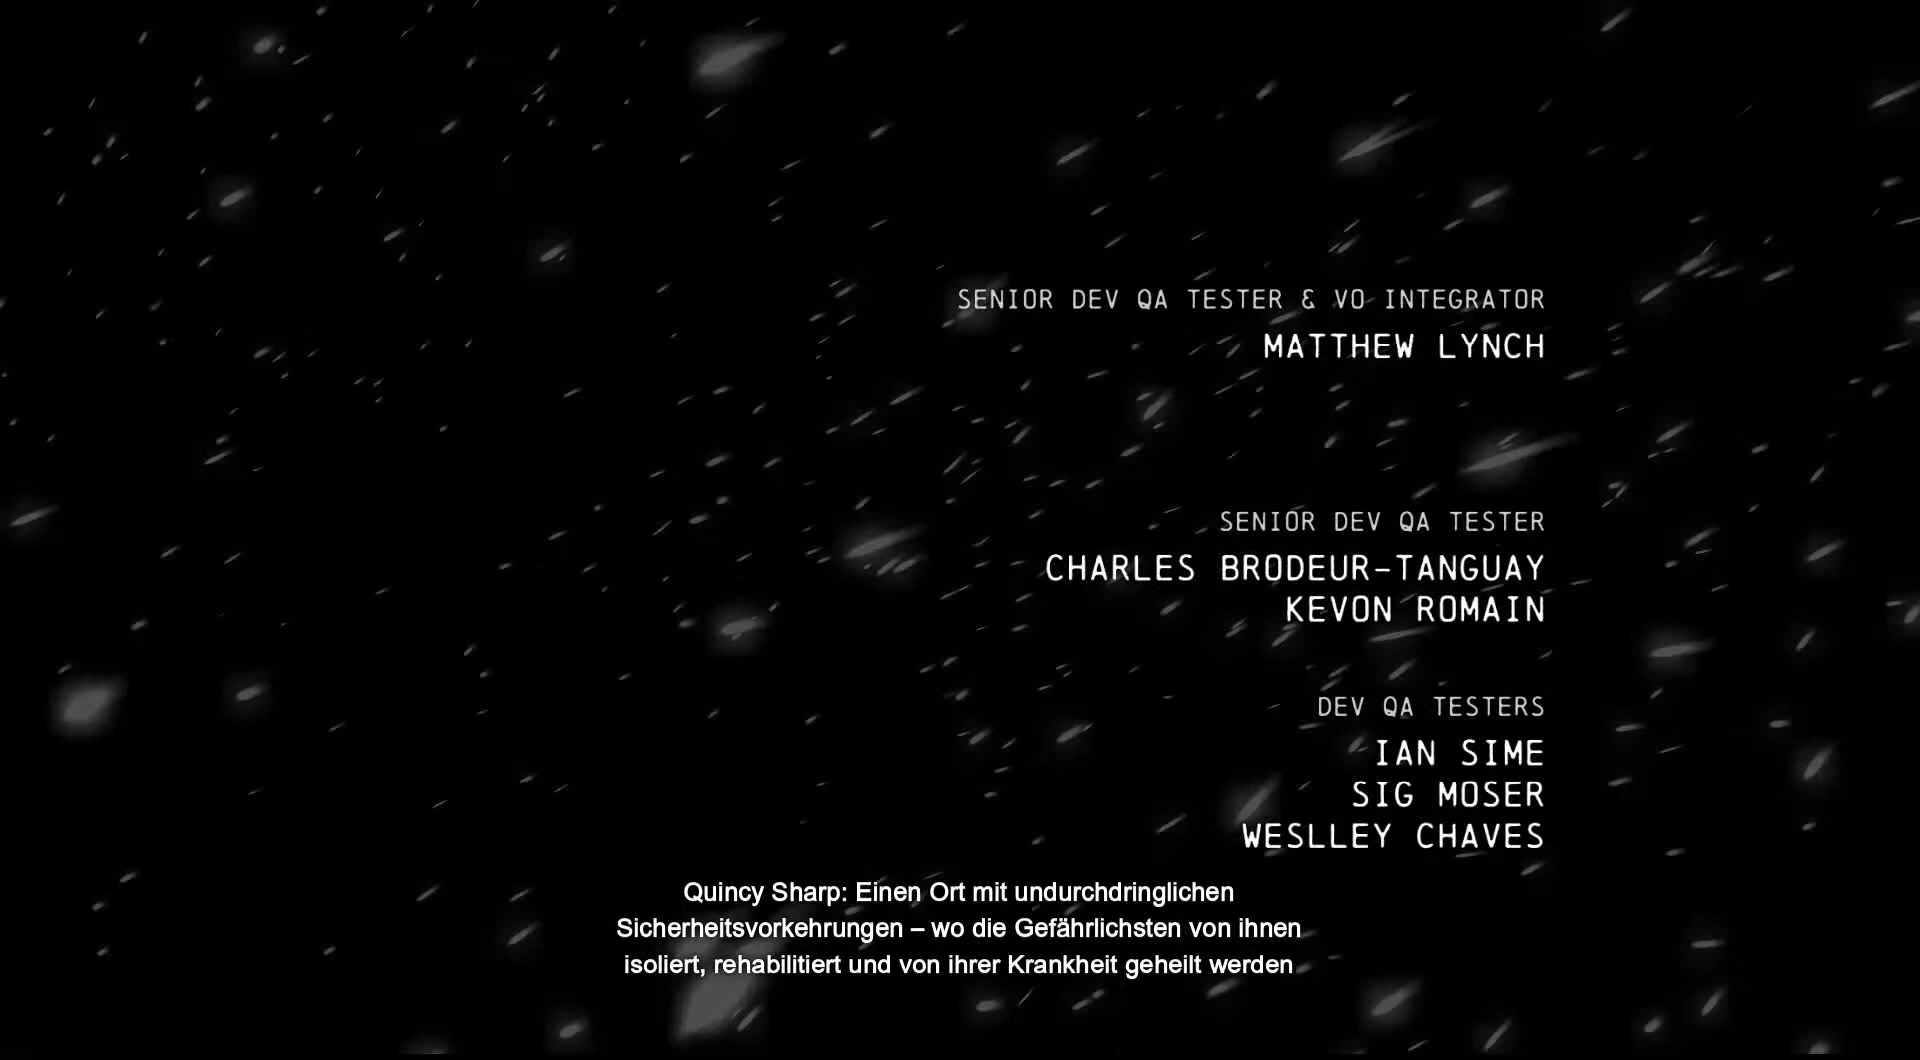 SENIOR DEV QA TESTER & VO INTEGRATOR
MATTHEW LYNCH
SENIOR DEV QA TESTER
CHARLES BRODEUR-TANGUAY
KEVON ROMAIN
DEV QA TESTERS
IAN SIME
SIG MOSER
WESLLEY CHAVES
Quincy Sharp: Einen Ort mit undurchdringlichen
Sicherheitsvorkehrungen – wo die Gefährlichsten von ihnen
isoliert, rehabilitiert und von ihrer Krankheit geheilt werden